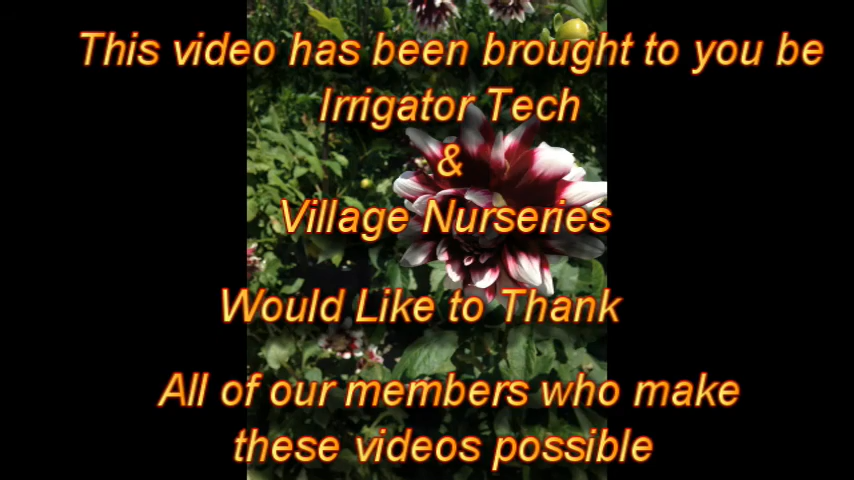 This video has been brought to you be
Irrigator Tech
&
Village Nurseries
Would Like to Thank
All of our members who make
these videos possible